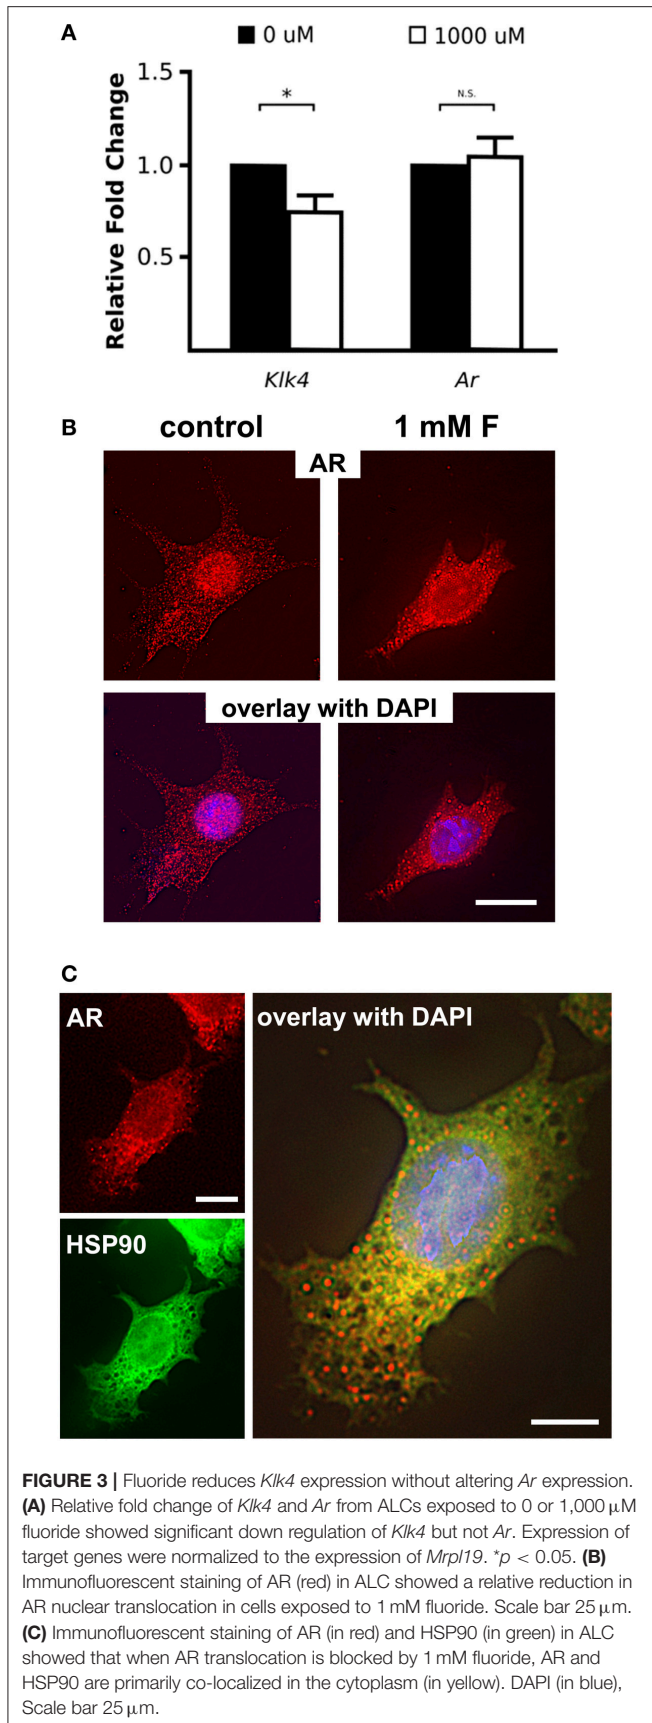 A
0 uM 1000 uM
Relative Fold Change
1.5
1.0
0.5
*
N.S.
Klk4 Ar
B
control 1 mM F
AR
overlay with DAPI
C
AR
overlay with DAPI
HSP90
FIGURE 3 | Fluoride reduces Klk4 expression without altering Ar expression.
(A) Relative fold change of Klk4 and Ar from ALCs exposed to 0 or 1,000 μM
fluoride showed significant down regulation of Klk4 but not Ar. Expression of
target genes were normalized to the expression of Mrpl19. *p < 0.05. (B)
Immunofluorescent staining of AR (red) in ALC showed a relative reduction in
AR nuclear translocation in cells exposed to 1 mM fluoride. Scale bar 25 μm.
(C) Immunofluorescent staining of AR (in red) and HSP90 (in green) in ALC
showed that when AR translocation is blocked by 1 mM fluoride, AR and
HSP90 are primarily co-localized in the cytoplasm (in yellow). DAPI (in blue),
Scale bar 25 μm.